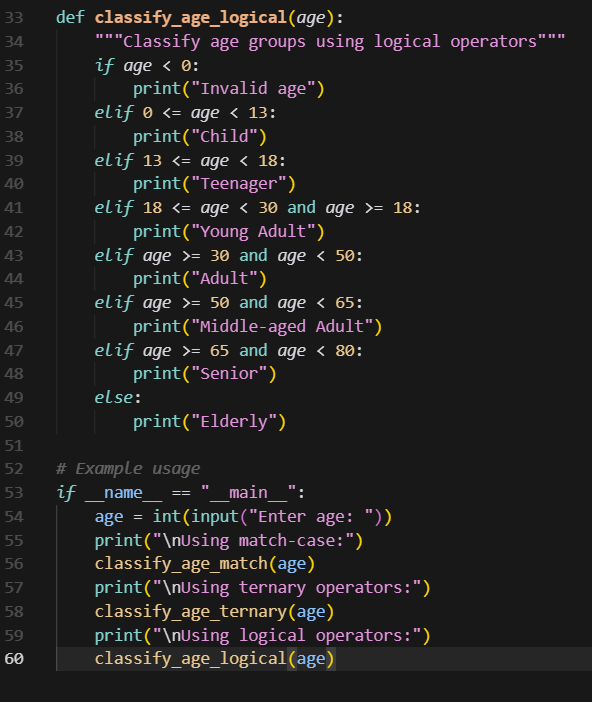 33 def classify_age_logical(age):
34     """Classify age groups using logical operators"""
35     if age < 0:
36         print("Invalid age")
37     elif 0 <= age < 13:
38         print("Child")
39     elif 13 <= age < 18:
40         print("Teenager")
41     elif 18 <= age < 30 and age >= 18:
42         print("Young Adult")
43     elif age >= 30 and age < 50:
44         print("Adult")
45     elif age >= 50 and age < 65:
46         print("Middle-aged Adult")
47     elif age >= 65 and age < 80:
48         print("Senior")
49     else:
50         print("Elderly")
51
52 # Example usage
53 if __name__ == "__main__":
54     age = int(input("Enter age: "))
55     print("\nUsing match-case:")
56     classify_age_match(age)
57     print("\nUsing ternary operators:")
58     classify_age_ternary(age)
59     print("\nUsing logical operators:")
60     classify_age_logical(age)